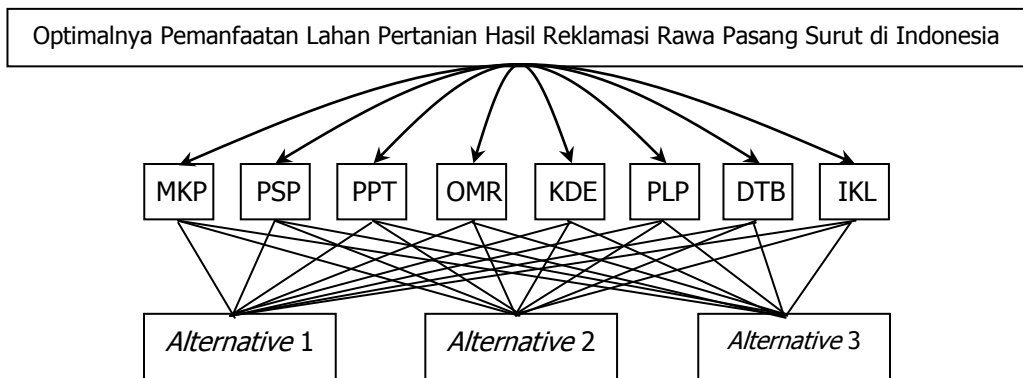 Optimalnya Pemanfaatan Lahan Pertanian Hasil Reklamasi Rawa Pasang Surut di Indonesia
MKP PSP PPT OMR KDE PLP DTB IKL
Alternative 1 Alternative 2 Alternative 3